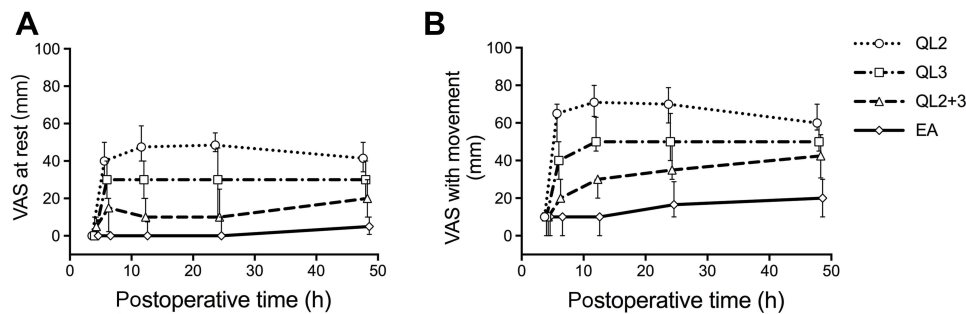 A
VAS at rest (mm)
100
80
60
40
20
0
0 10 20 30 40 50
Postoperative time (h)
B
VAS with movement
(mm)
100
80
60
40
20
0
0 10 20 30 40 50
Postoperative time (h)
QL2
QL3
QL2+3
EA